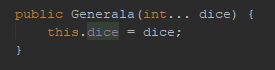 public Generala(int... dice) {
    this.dice = dice;
}